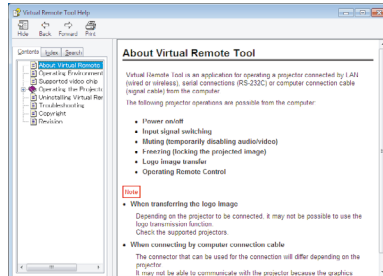 Virtual Remote Tool Help
Hide Back Forward Print
Contents Index Search
About Virtual Remote
Operating Environment
Supported video chip
Operating the Projecto
Uninstalling Virtual Rer
Troubleshooting
Copyright
Revision
About Virtual Remote Tool
Virtual Remote Tool is an application for operating a projector connected by LAN
(wired or wireless), serial connections (RS-232C) or computer connection cable
(signal cable) from the computer
The following projector operations are possible from the computer
• Power on/off
• Input signal switching
• Muting (temporarily disabling audio/video)
• Freezing (locking the projected image)
• Logo image transfer
• Operating Remote Control
Note
• When transferring the logo Image
Depending on the projector to be connected, it may not be possible to use the
logo transmission function.
Check the supported projectors.
• When connecting by computer connection cable
The connector that can be used for the connection will differ depending on the
projector
It may not be able to communicate with the projector because the graphics